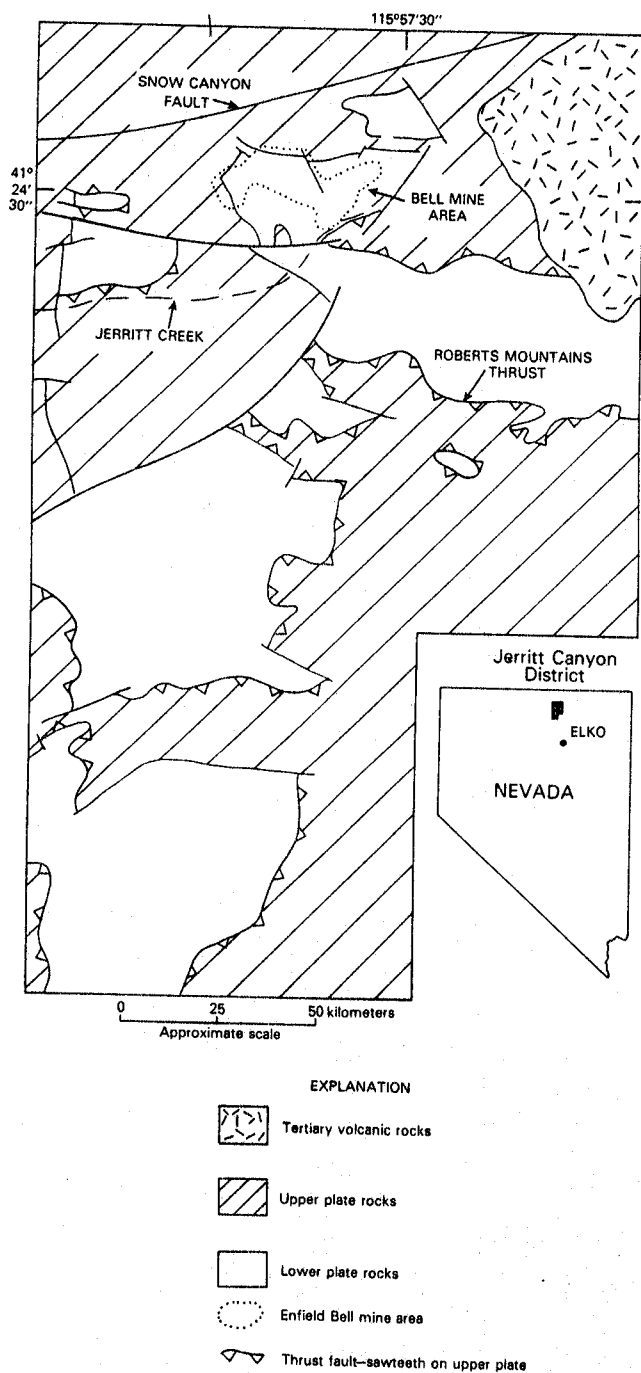 115°57'30"
SNOW CANYON
FAULT
41°
24'
30"
BELL MINE
AREA
JERRITT CREEK
ROBERTS MOUNTAINS
THRUST
Jerritt Canyon
District
ELKO
NEVADA
0 25 50 kilometers
Approximate scale
EXPLANATION
Tertiary volcanic rocks
Upper plate rocks
Lower plate rocks
Enfield Bell mine area
Thrust fault—sawteeth on upper plate